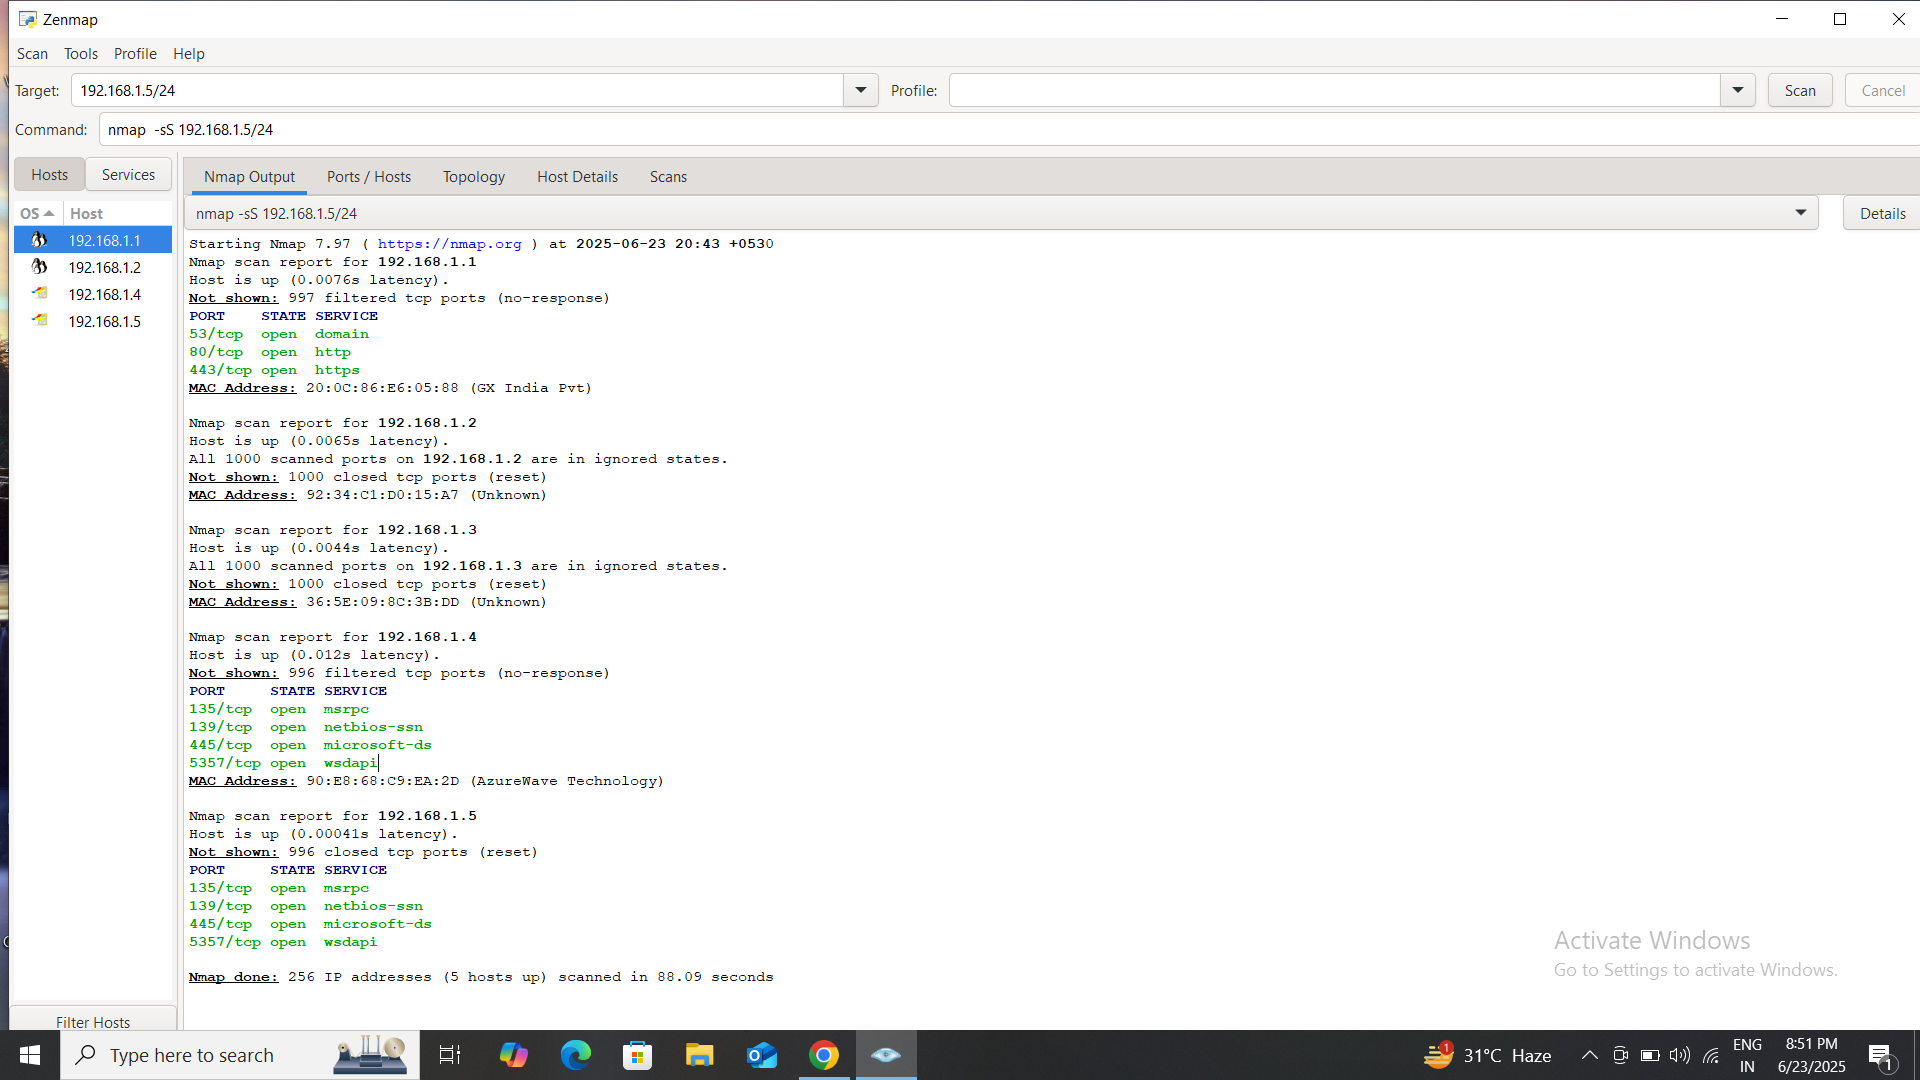 Zenmap
Scan Tools Profile Help
Target: 192.168.1.5/24 Profile: Scan Cancel
Command: nmap -sS 192.168.1.5/24
Hosts Services
OS Host
192.168.1.1
192.168.1.2
192.168.1.4
192.168.1.5
Filter Hosts
Nmap Output Ports / Hosts Topology Host Details Scans
nmap -sS 192.168.1.5/24 Details
Starting Nmap 7.97 ( https://nmap.org ) at 2025-06-23 20:43 +0530
Nmap scan report for 192.168.1.1
Host is up (0.0076s latency).
Not shown: 997 filtered tcp ports (no-response)
PORT STATE SERVICE
53/tcp open domain
80/tcp open http
443/tcp open https
MAC Address: 20:0C:86:E6:05:88 (GX India Pvt)
Nmap scan report for 192.168.1.2
Host is up (0.0065s latency).
All 1000 scanned ports on 192.168.1.2 are in ignored states.
Not shown: 1000 closed tcp ports (reset)
MAC Address: 92:34:C1:D0:15:A7 (Unknown)
Nmap scan report for 192.168.1.3
Host is up (0.0044s latency).
All 1000 scanned ports on 192.168.1.3 are in ignored states.
Not shown: 1000 closed tcp ports (reset)
MAC Address: 36:5E:09:8C:3B:DD (Unknown)
Nmap scan report for 192.168.1.4
Host is up (0.012s latency).
Not shown: 996 filtered tcp ports (no-response)
PORT STATE SERVICE
135/tcp open msrpc
139/tcp open netbios-ssn
445/tcp open microsoft-ds
5357/tcp open wsdapi
MAC Address: 90:E8:68:C9:EA:2D (AzureWave Technology)
Nmap scan report for 192.168.1.5
Host is up (0.00041s latency).
Not shown: 996 closed tcp ports (reset)
PORT STATE SERVICE
135/tcp open msrpc
139/tcp open netbios-ssn
445/tcp open microsoft-ds
5357/tcp open wsdapi
Nmap done: 256 IP addresses (5 hosts up) scanned in 88.09 seconds
Activate Windows
Go to Settings to activate Windows.
Type here to search
1
31°C Haze
ENG
IN
8:51 PM
6/23/2025
1